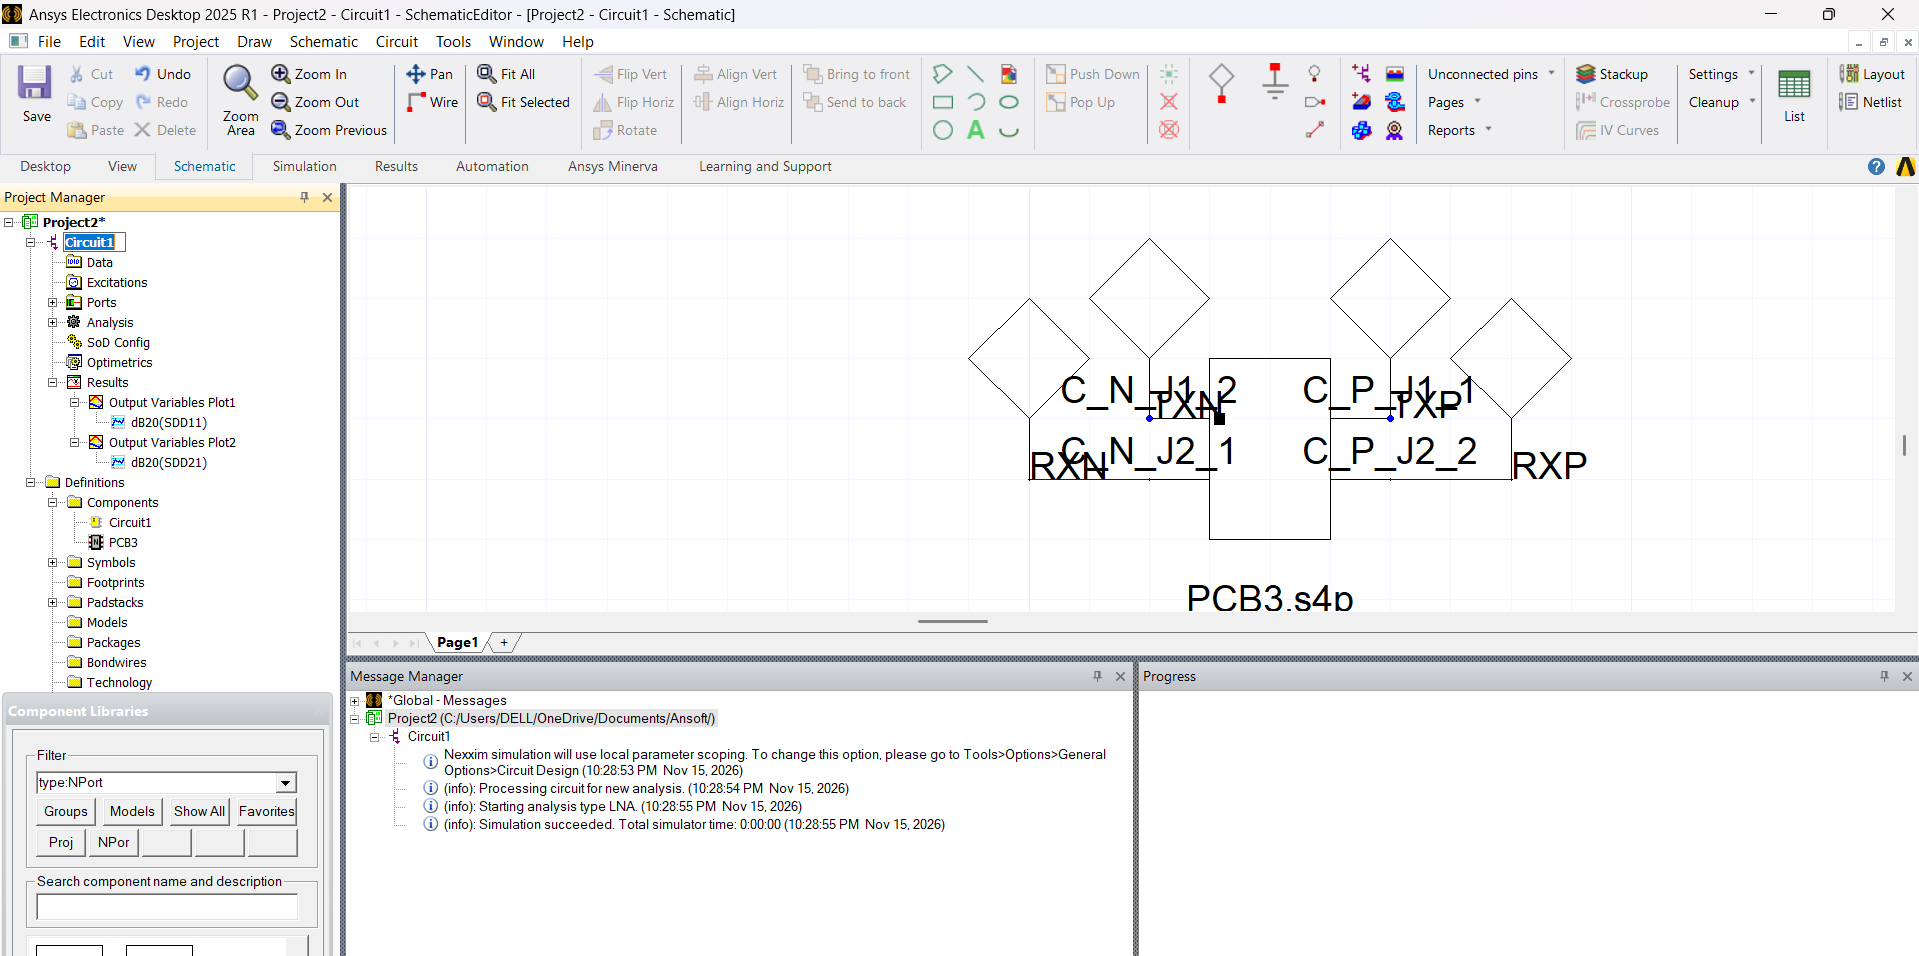 Ansys Electronics Desktop 2025 R1 - Project2 - Circuit1 - SchematicEditor - [Project2 - Circuit1 - Schematic]
File Edit View Project Draw Schematic Circuit Tools Window Help
Save
Cut
Copy
Paste
Undo
Redo
Delete
Zoom Area
Zoom In
Zoom Out
Zoom Previous
Pan
Wire
Fit All
Fit Selected
Flip Vert
Flip Horiz
Rotate
Align Vert
Align Horiz
Bring to front
Send to back
Push Down
Pop Up
Unconnected pins
Pages
Reports
Stackup
Crossprobe
IV Curves
Settings
Cleanup
List
Layout
Netlist
Desktop View Schematic Simulation Results Automation Ansys Minerva Learning and Support
Project Manager
Project2*
Circuit1
Data
Excitations
Ports
Analysis
SoD Config
Optimetrics
Results
Output Variables Plot1
dB20(SDD11)
Output Variables Plot2
dB20(SDD21)
Definitions
Components
Circuit1
PCB3
Symbols
Footprints
Padstacks
Models
Packages
Bondwires
Technology
Component Libraries
Filter
type:NPort
Groups Models Show All Favorites
Proj NPor
Search component name and description
C_N_J1_2
C_P_J1_1
TXN
TXP
C_N_J2_1
C_P_J2_2
RXN
RXP
PCB3.s4p
Page1 +
Message Manager
*Global - Messages
Project2 (C:/Users/DELL/OneDrive/Documents/Ansoft/)
Circuit1
Nexxim simulation will use local parameter scoping. To change this option, please go to Tools>Options>General
Options>Circuit Design (10:28:53 PM Nov 15, 2026)
(info): Processing circuit for new analysis. (10:28:54 PM Nov 15, 2026)
(info): Starting analysis type LNA. (10:28:55 PM Nov 15, 2026)
(info): Simulation succeeded. Total simulator time: 0:00:00 (10:28:55 PM Nov 15, 2026)
Progress